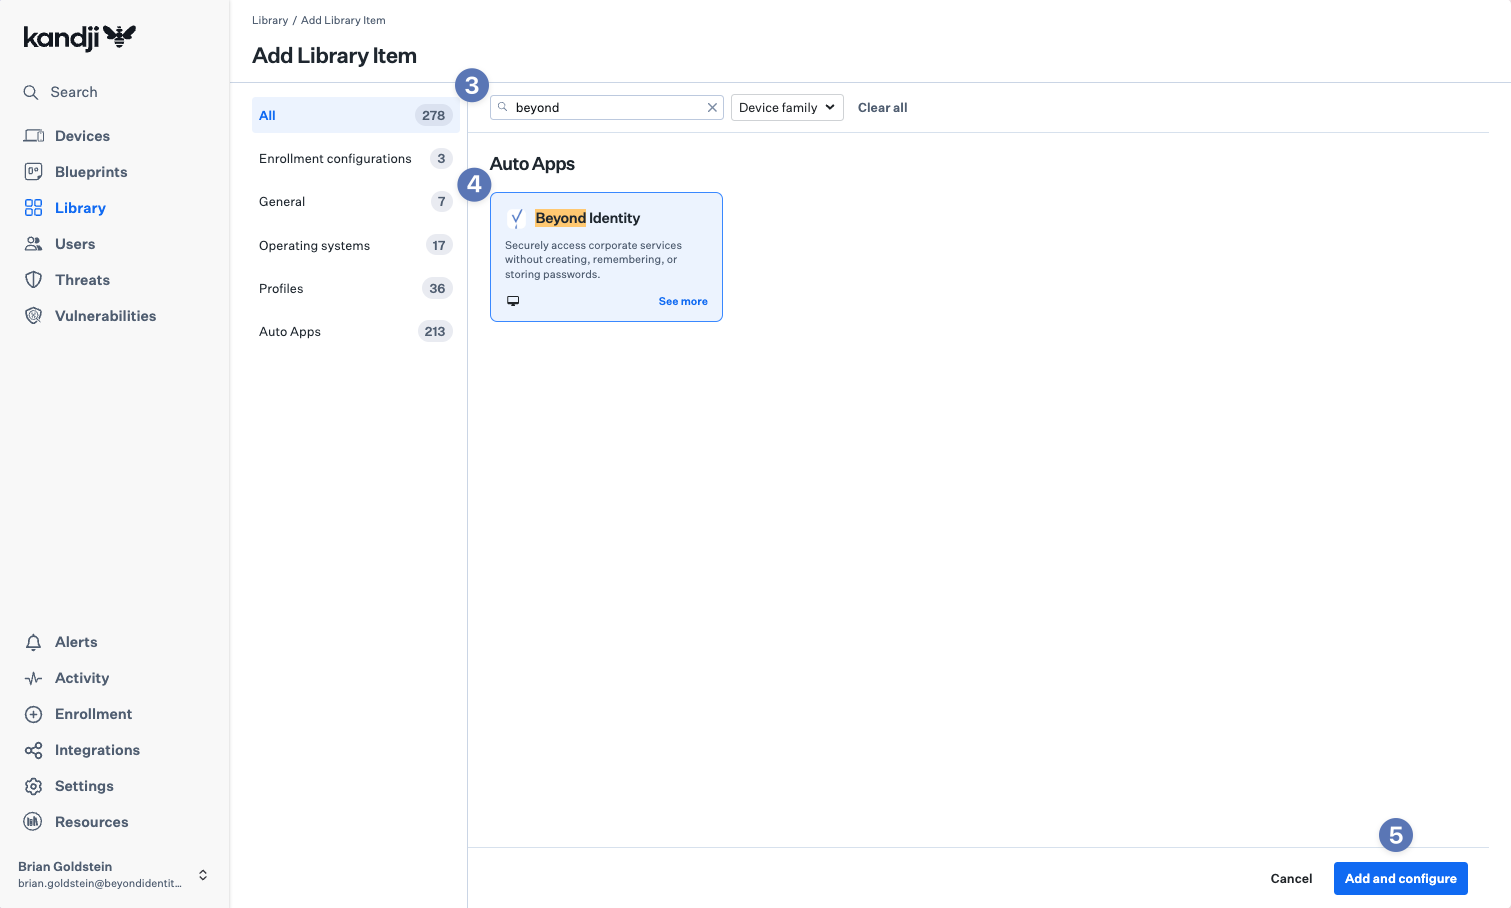 kandji
Search
Devices
Blueprints
Library
Users
Threats
Vulnerabilities
Alerts
Activity
Enrollment
Integrations
Settings
Resources
Brian Goldstein
brian.goldstein@beyondidentit...
Library / Add Library Item
Add Library Item
All 278
Enrollment configurations 3
General 7
Operating systems 17
Profiles 36
Auto Apps 213
3
beyond
Device family
Clear all
Auto Apps
4
Beyond Identity
Securely access corporate services
without creating, remembering, or
storing passwords.
See more
5
Cancel
Add and configure